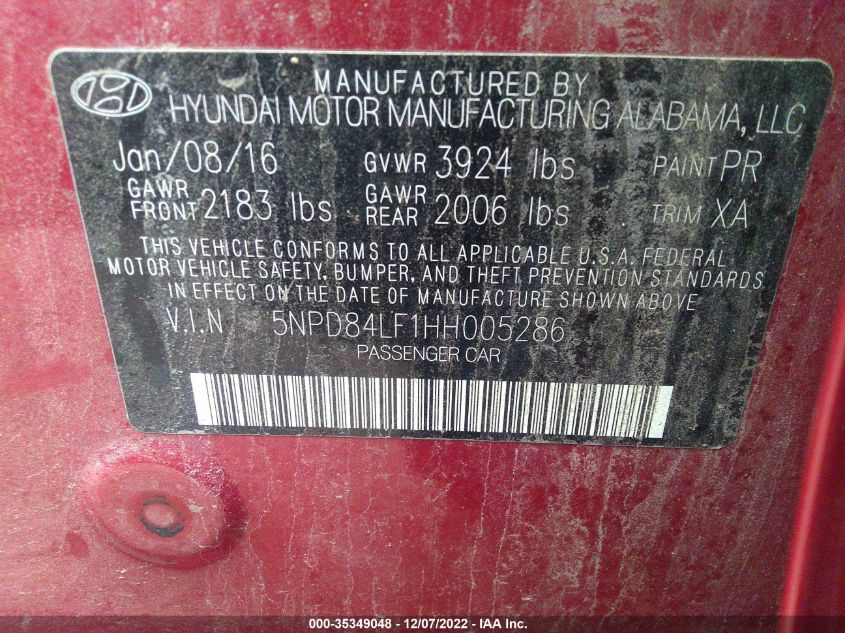 MANUFACTURED BY
HYUNDAI MOTOR MANUFACTURING ALABAMA, LLC
Jan/08/16 GVWR 3924 lbs PAINT PR
GAWR FRONT 2183 lbs GAWR REAR 2006 lbs TRIM XA
THIS VEHICLE CONFORMS TO ALL APPLICABLE U.S.A. FEDERAL
MOTOR VEHICLE SAFETY, BUMPER, AND THEFT PREVENTION STANDARDS
IN EFFECT ON THE DATE OF MANUFACTURE SHOWN ABOVE
V.I.N 5NPD84LF1HH005286
PASSENGER CAR
000-35349048 - 12/07/2022 - IAA Inc.